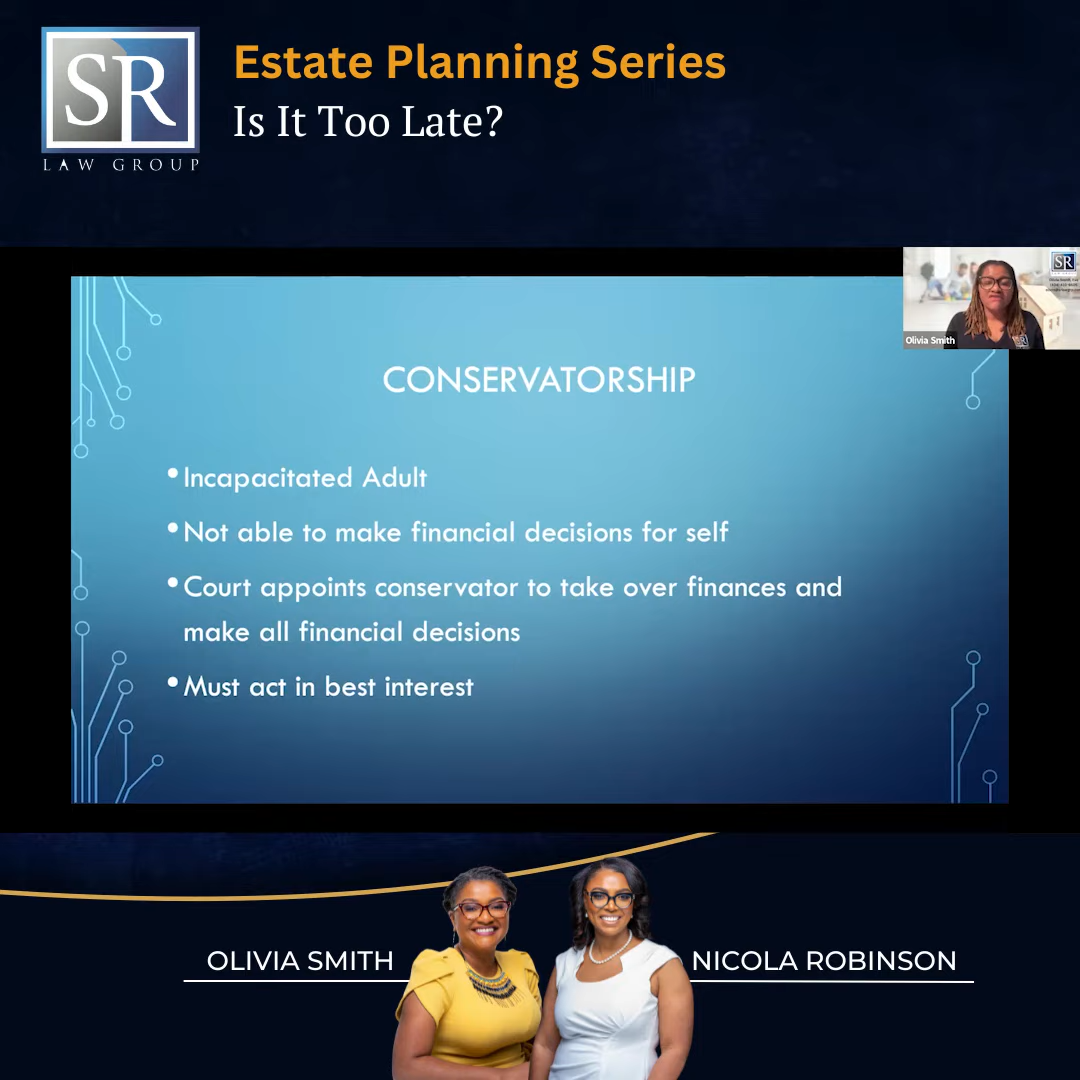 SR
LAW GROUP
Estate Planning Series
Is It Too Late?
SR
Olivia Smith
CONSERVATORSHIP
• Incapacitated Adult
• Not able to make financial decisions for self
• Court appoints conservator to take over finances and
make all financial decisions
• Must act in best interest
OLIVIA SMITH
NICOLA ROBINSON